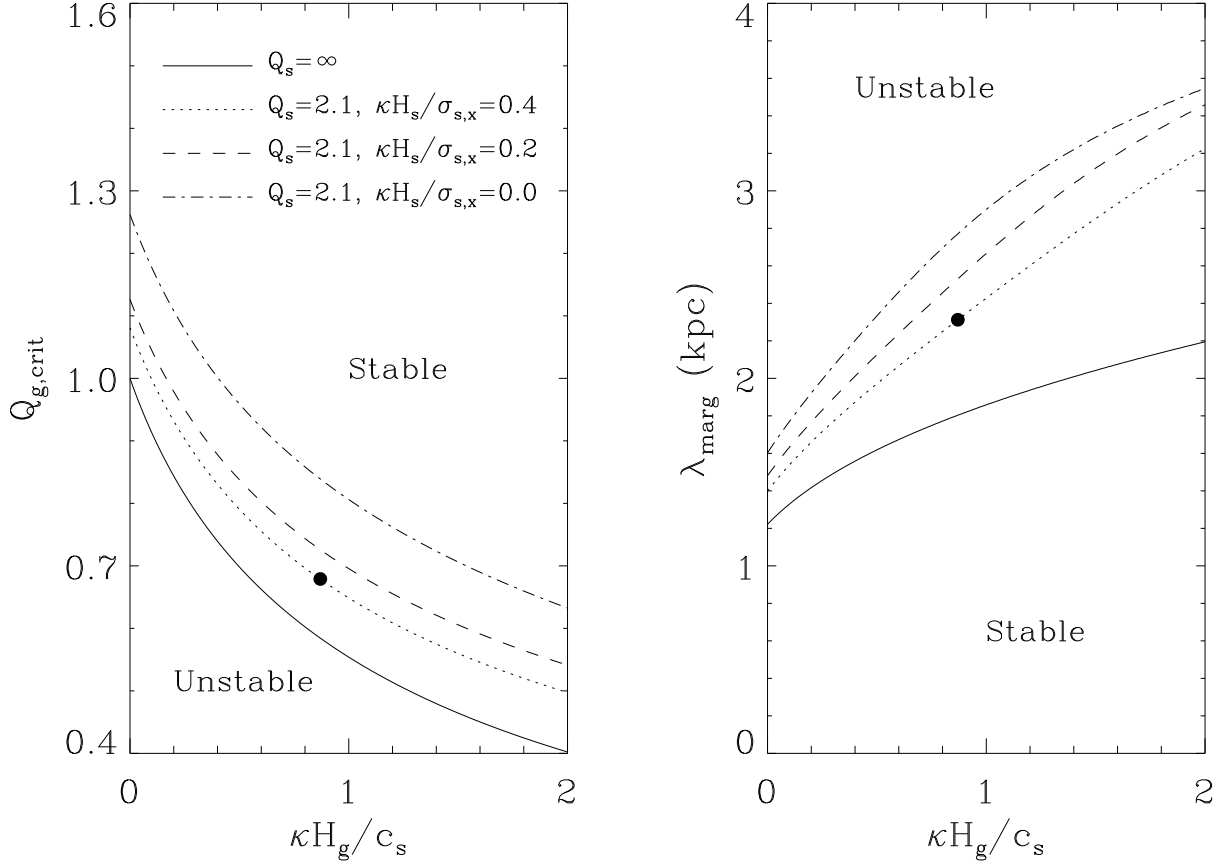 1.6
1.3
1.0
0.7
0.4
Q_g,crit
Q_s=∞
Q_s=2.1, κH_s/σ_s,x=0.4
Q_s=2.1, κH_s/σ_s,x=0.2
Q_s=2.1, κH_s/σ_s,x=0.0
Stable
Unstable
0 1 2
κH_g/c_s
4
3
2
1
0
λ_marg (kpc)
Unstable
Stable
0 1 2
κH_g/c_s